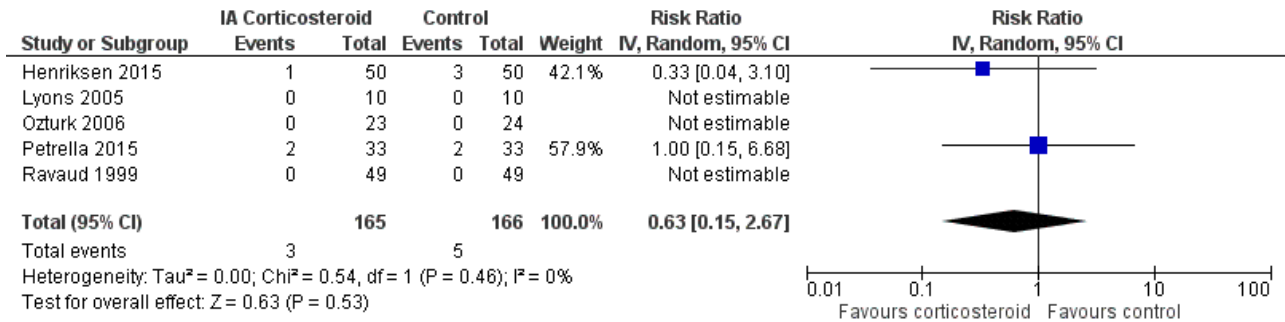 IA Corticosteroid Control Risk Ratio Risk Ratio
Study or Subgroup Events Total Events Total Weight IV, Random, 95% CI IV, Random, 95% CI
Henriksen 2015 1 50 3 50 42.1% 0.33 [0.04, 3.10]
Lyons 2005 0 10 0 10 Not estimable
Ozturk 2006 0 23 0 24 Not estimable
Petrella 2015 2 33 2 33 57.9% 1.00 [0.15, 6.68]
Ravaud 1999 0 49 0 49 Not estimable
Total (95% CI) 165 166 100.0% 0.63 [0.15, 2.67]
Total events 3 5
Heterogeneity: Tau² = 0.00; Chi² = 0.54, df = 1 (P = 0.46); I² = 0%
Test for overall effect: Z = 0.63 (P = 0.53)
0.01 0.1 1 10 100
Favours corticosteroid Favours control